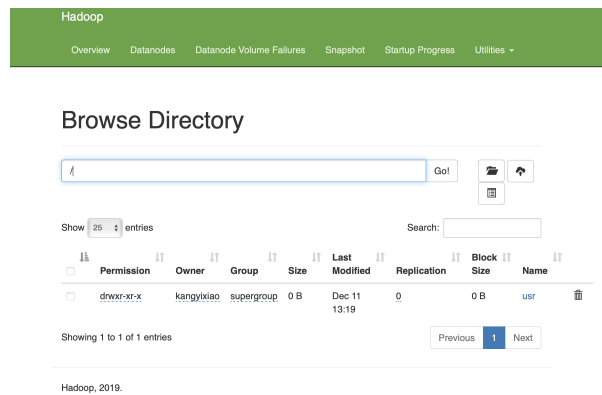 Hadoop
Overview Datanodes Datanode Volume Failures Snapshot Startup Progress Utilities
Browse Directory
/ Go!
Show 25 entries Search:
Permission Owner Group Size Last Modified Replication Block Size Name
drwxr-xr-x kangyixiao supergroup 0 B Dec 11 13:19 0 0 B usr
Showing 1 to 1 of 1 entries Previous 1 Next
Hadoop, 2019.